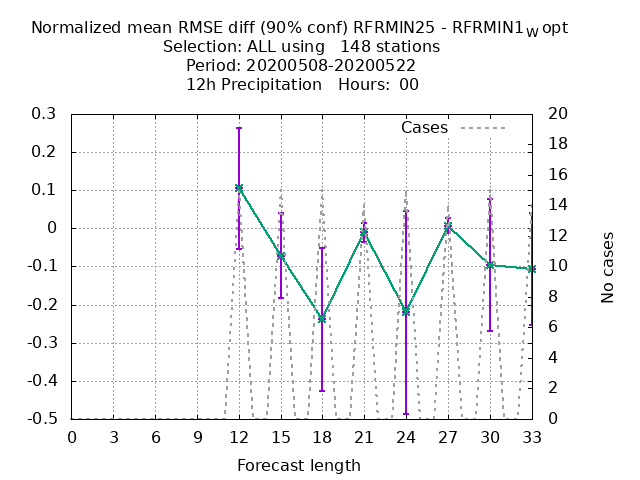 Normalized mean RMSE diff (90% conf) RFRMIN25 - RFRMIN1W opt
Selection: ALL using   148 stations
Period: 20200508-20200522
12h Precipitation   Hours:  00
Cases
0.3
0.2
0.1
0
-0.1
-0.2
-0.3
-0.4
-0.5
20
18
16
14
12
10
8
6
4
2
0
No cases
0 3 6 9 12 15 18 21 24 27 30 33
Forecast length